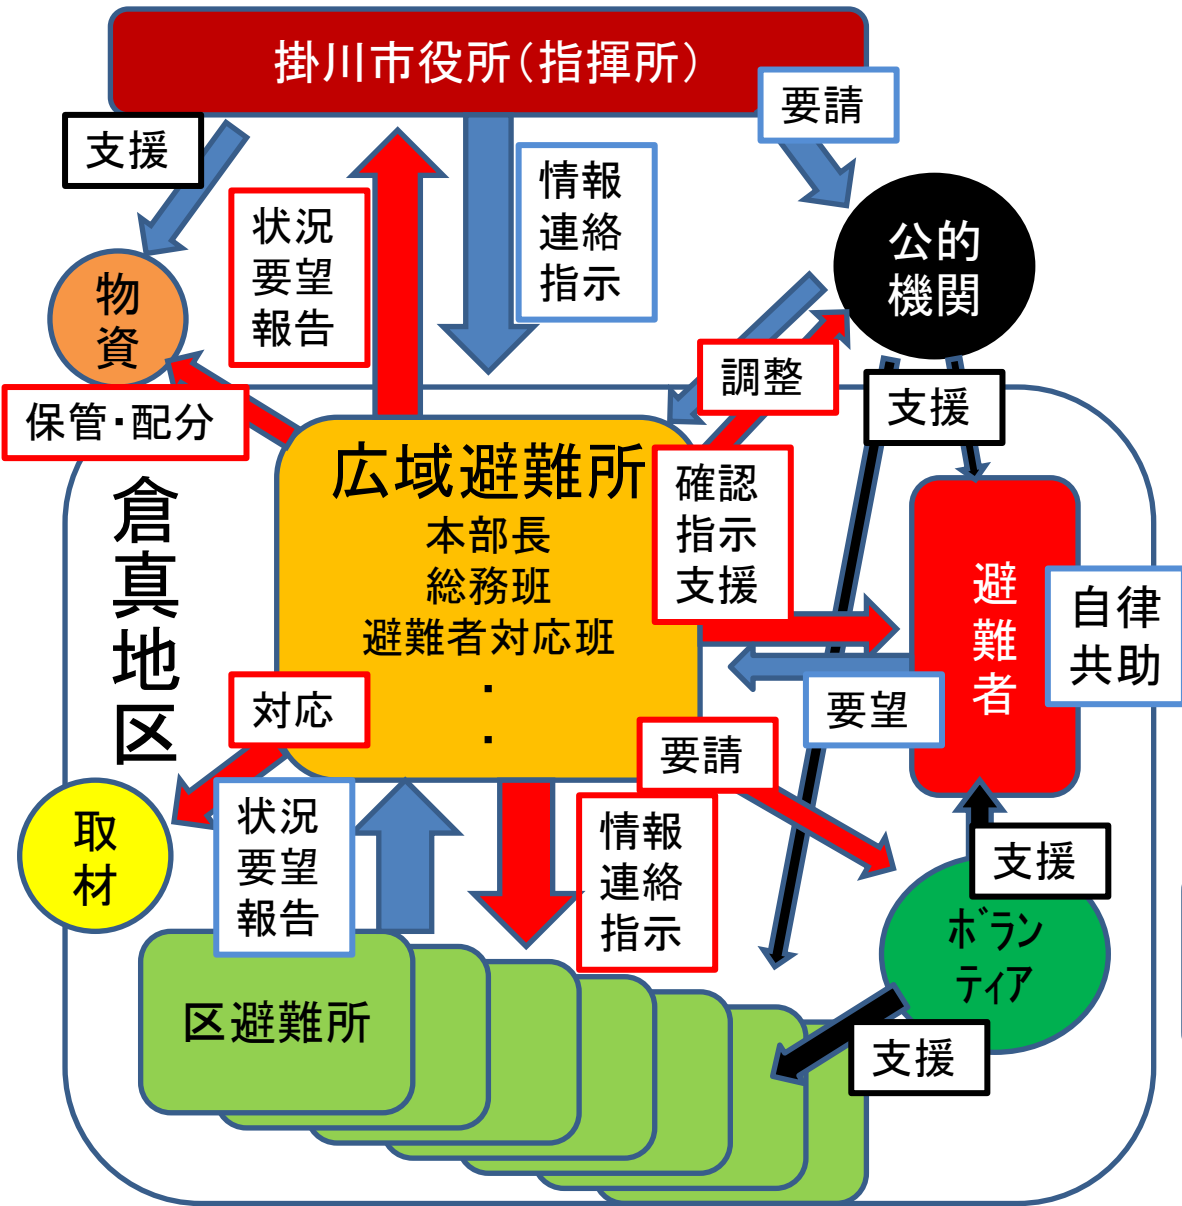 掛川市役所(指揮所)
支援
要請
状況
要望
報告
情報
連絡
指示
公的
機関
物
資
調整
支援
保管・配分
広域避難所
本部長
総務班
避難者対応班
・
・
確認
指示
支援
倉真地区
避難者
自律
共助
対応
要望
要請
取
材
状況
要望
報告
情報
連絡
指示
支援
ボラン
ティア
区避難所
支援